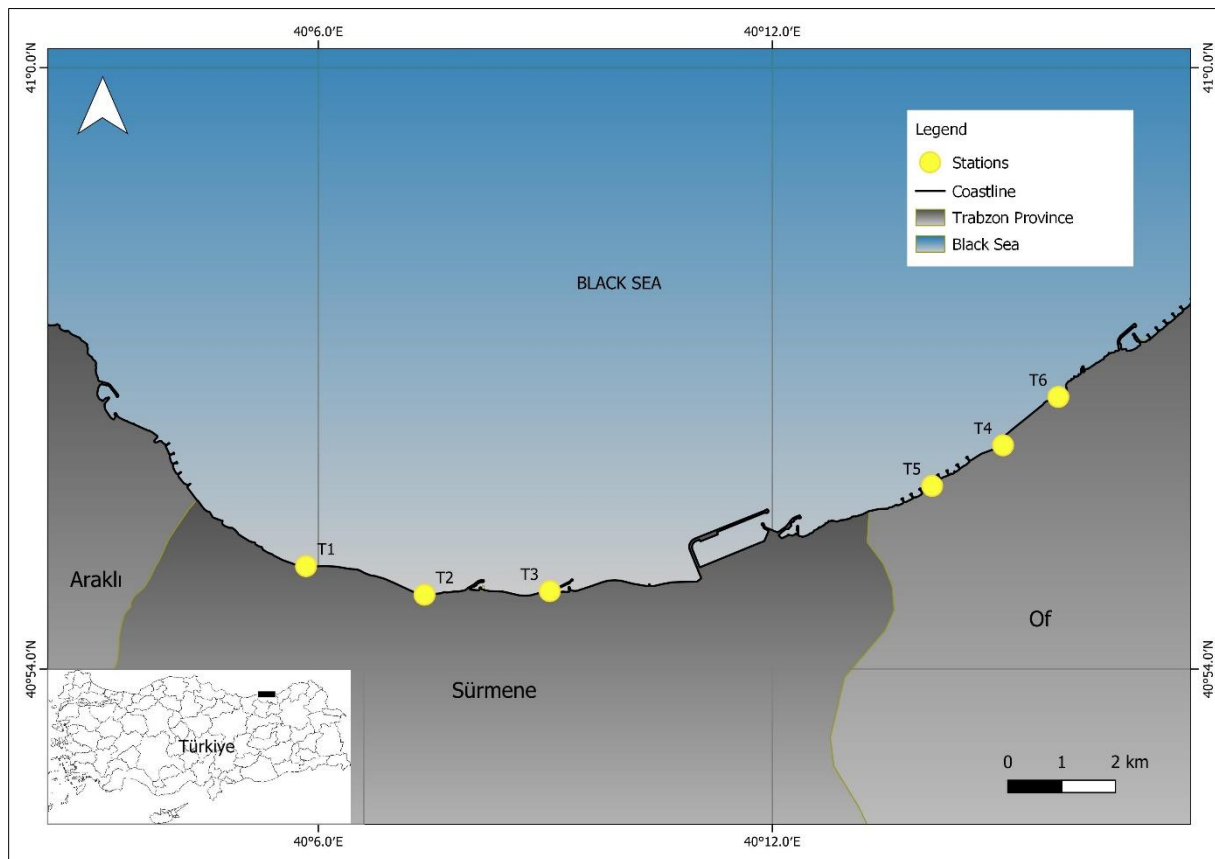 40°6.0'E
40°12.0'E
41°0.0'N
41°0.0'N
Legend
Stations
Coastline
Trabzon Province
Black Sea
BLACK SEA
T6
T4
T5
T1
T2
T3
Araklı
Of
40°54.0'N
40°54.0'N
Sürmene
Türkiye
0 1 2 km
40°6.0'E
40°12.0'E